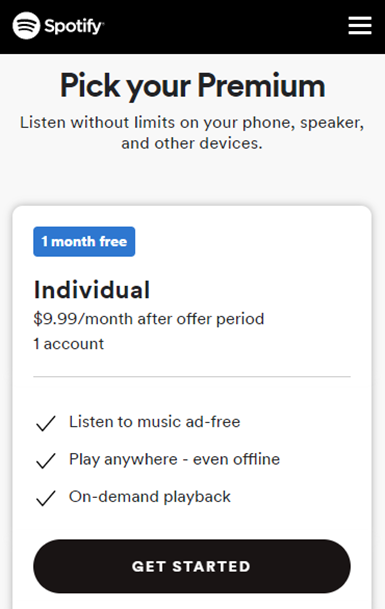 Spotify
Pick your Premium
Listen without limits on your phone, speaker,
and other devices.
1 month free
Individual
$9.99/month after offer period
1 account
Listen to music ad-free
Play anywhere - even offline
On-demand playback
GET STARTED